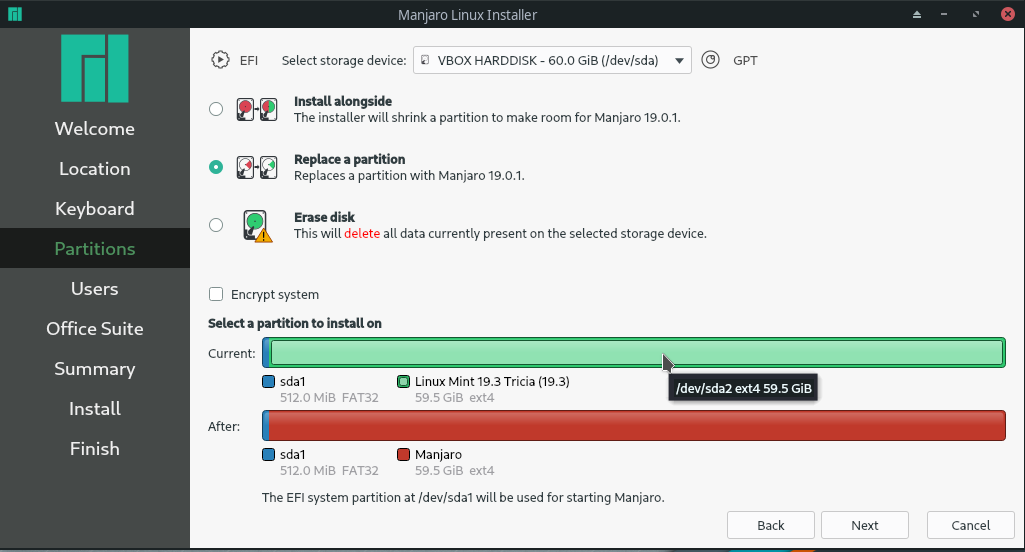 Manjaro Linux Installer
Welcome
Location
Keyboard
Partitions
Users
Office Suite
Summary
Install
Finish
EFI Select storage device: VBOX HARDDISK - 60.0 GiB (/dev/sda) GPT
Install alongside
The installer will shrink a partition to make room for Manjaro 19.0.1.
Replace a partition
Replaces a partition with Manjaro 19.0.1.
Erase disk
This will delete all data currently present on the selected storage device.
Encrypt system
Select a partition to install on
Current:
sda1 Linux Mint 19.3 Tricia (19.3)
512.0 MiB FAT32 59.5 GiB ext4
/dev/sda2 ext4 59.5 GiB
After:
sda1 Manjaro
512.0 MiB FAT32 59.5 GiB ext4
The EFI system partition at /dev/sda1 will be used for starting Manjaro.
Back Next Cancel